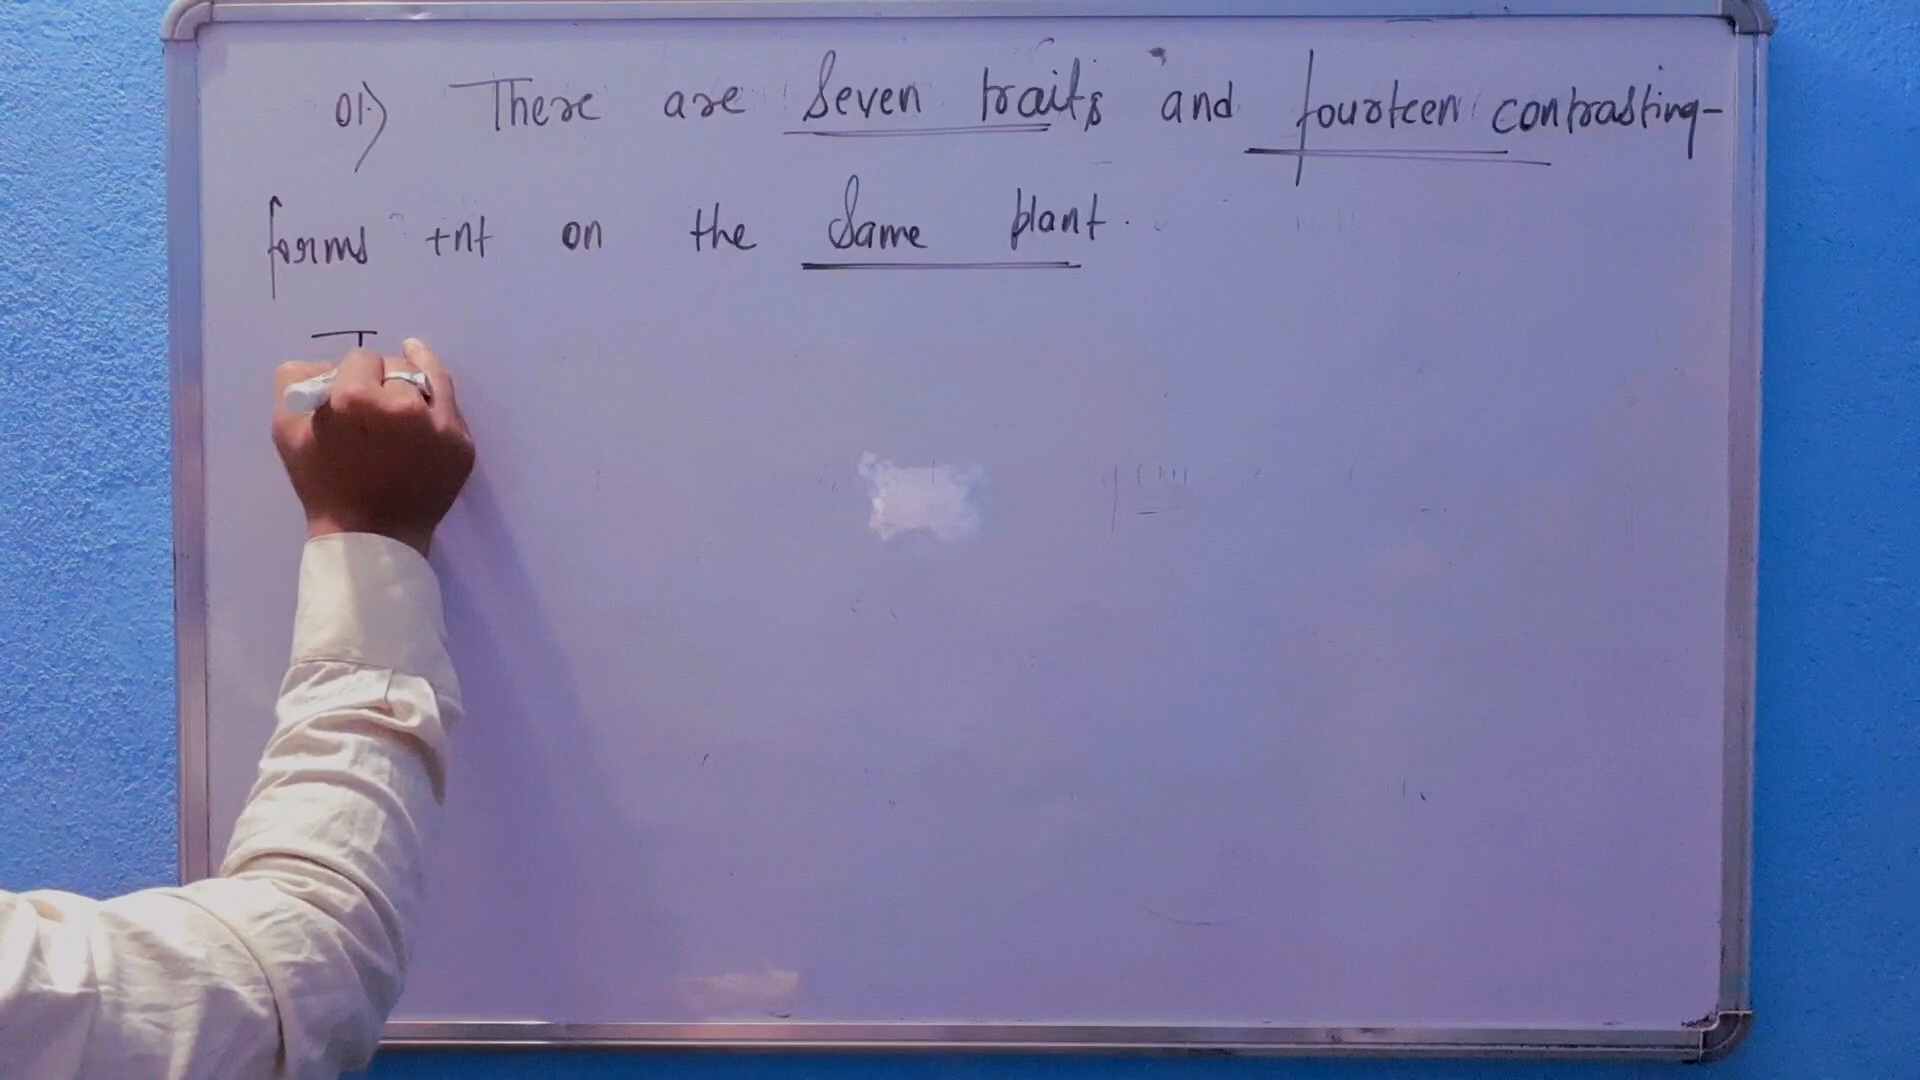 01.) There are Seven traits and fourteen contrasting-
forms +nt on the Same plant.
T